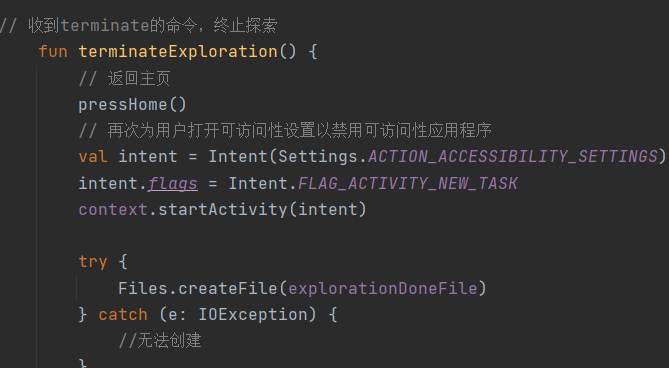 // 收到terminate的命令，终止探索
fun terminateExploration() {
// 返回主页
pressHome()
// 再次为用户打开可访问性设置以禁用可访问性应用程序
val intent = Intent(Settings.ACTION_ACCESSIBILITY_SETTINGS)
intent.flags = Intent.FLAG_ACTIVITY_NEW_TASK
context.startActivity(intent)
try {
Files.createFile(explorationDoneFile)
} catch (e: IOException) {
//无法创建
}